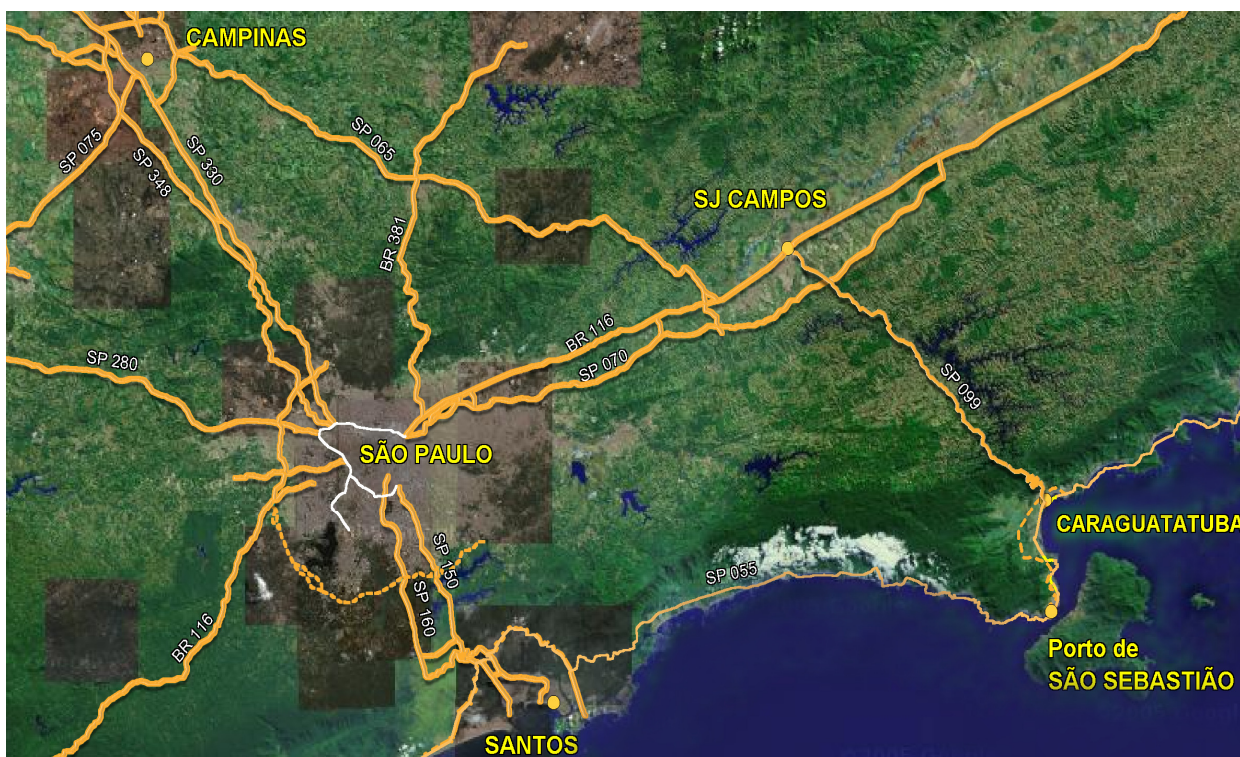 CAMPINAS
SP 065
SP 075
SP 330
SP 348
SJ CAMPOS
BR 381
BR 116
SP 280
SP 070
SP 099
SÃO PAULO
CARAGUATATUBA
SP 150
SP 055
SP 160
BR 116
Porto de
SÃO SEBASTIÃO
SANTOS